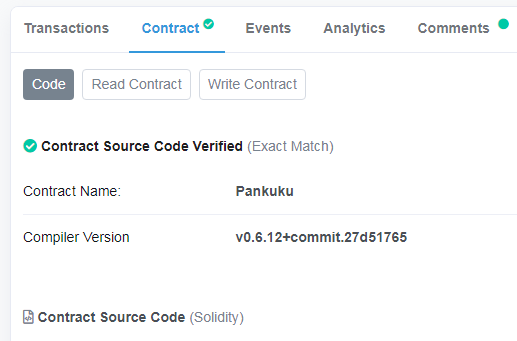 Transactions Contract Events Analytics Comments
Code Read Contract Write Contract
Contract Source Code Verified (Exact Match)
Contract Name: Pankuku
Compiler Version v0.6.12+commit.27d51765
Contract Source Code (Solidity)